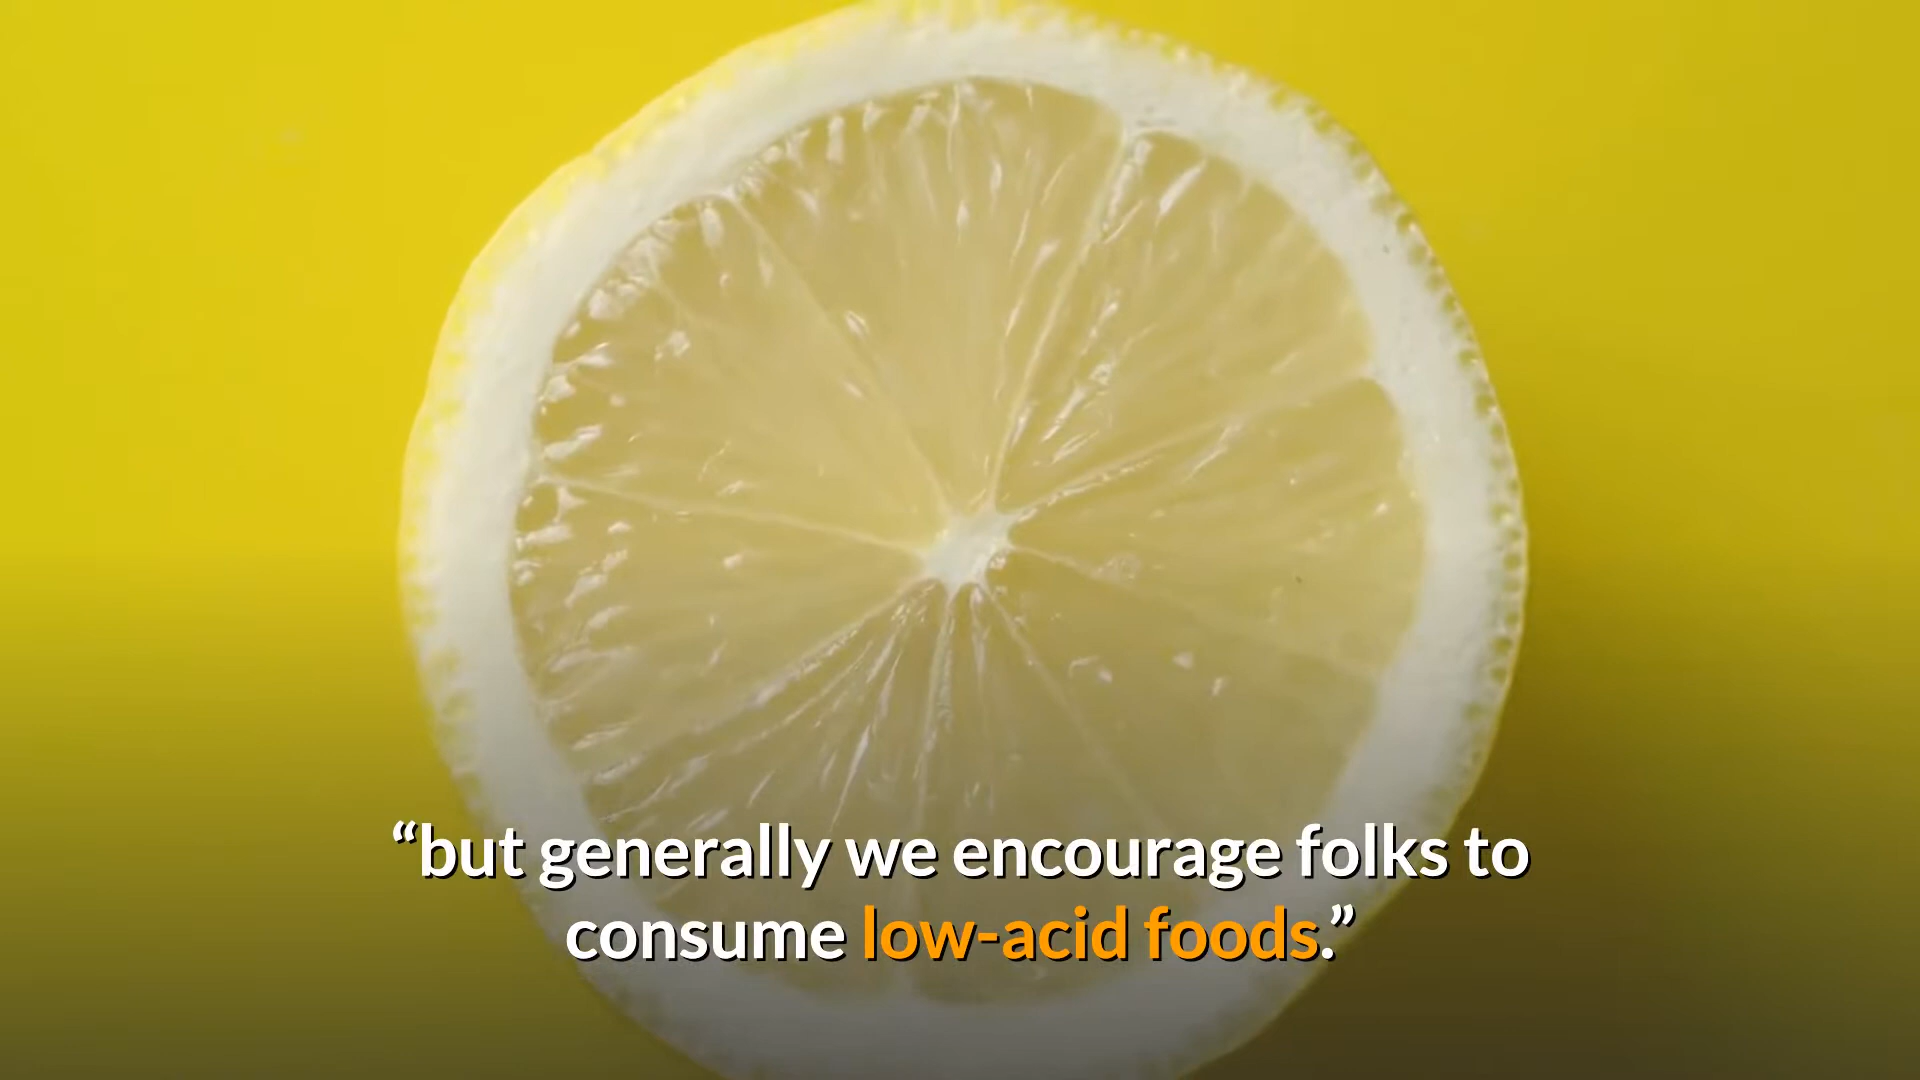 “but generally we encourage folks to
consume low-acid foods.”